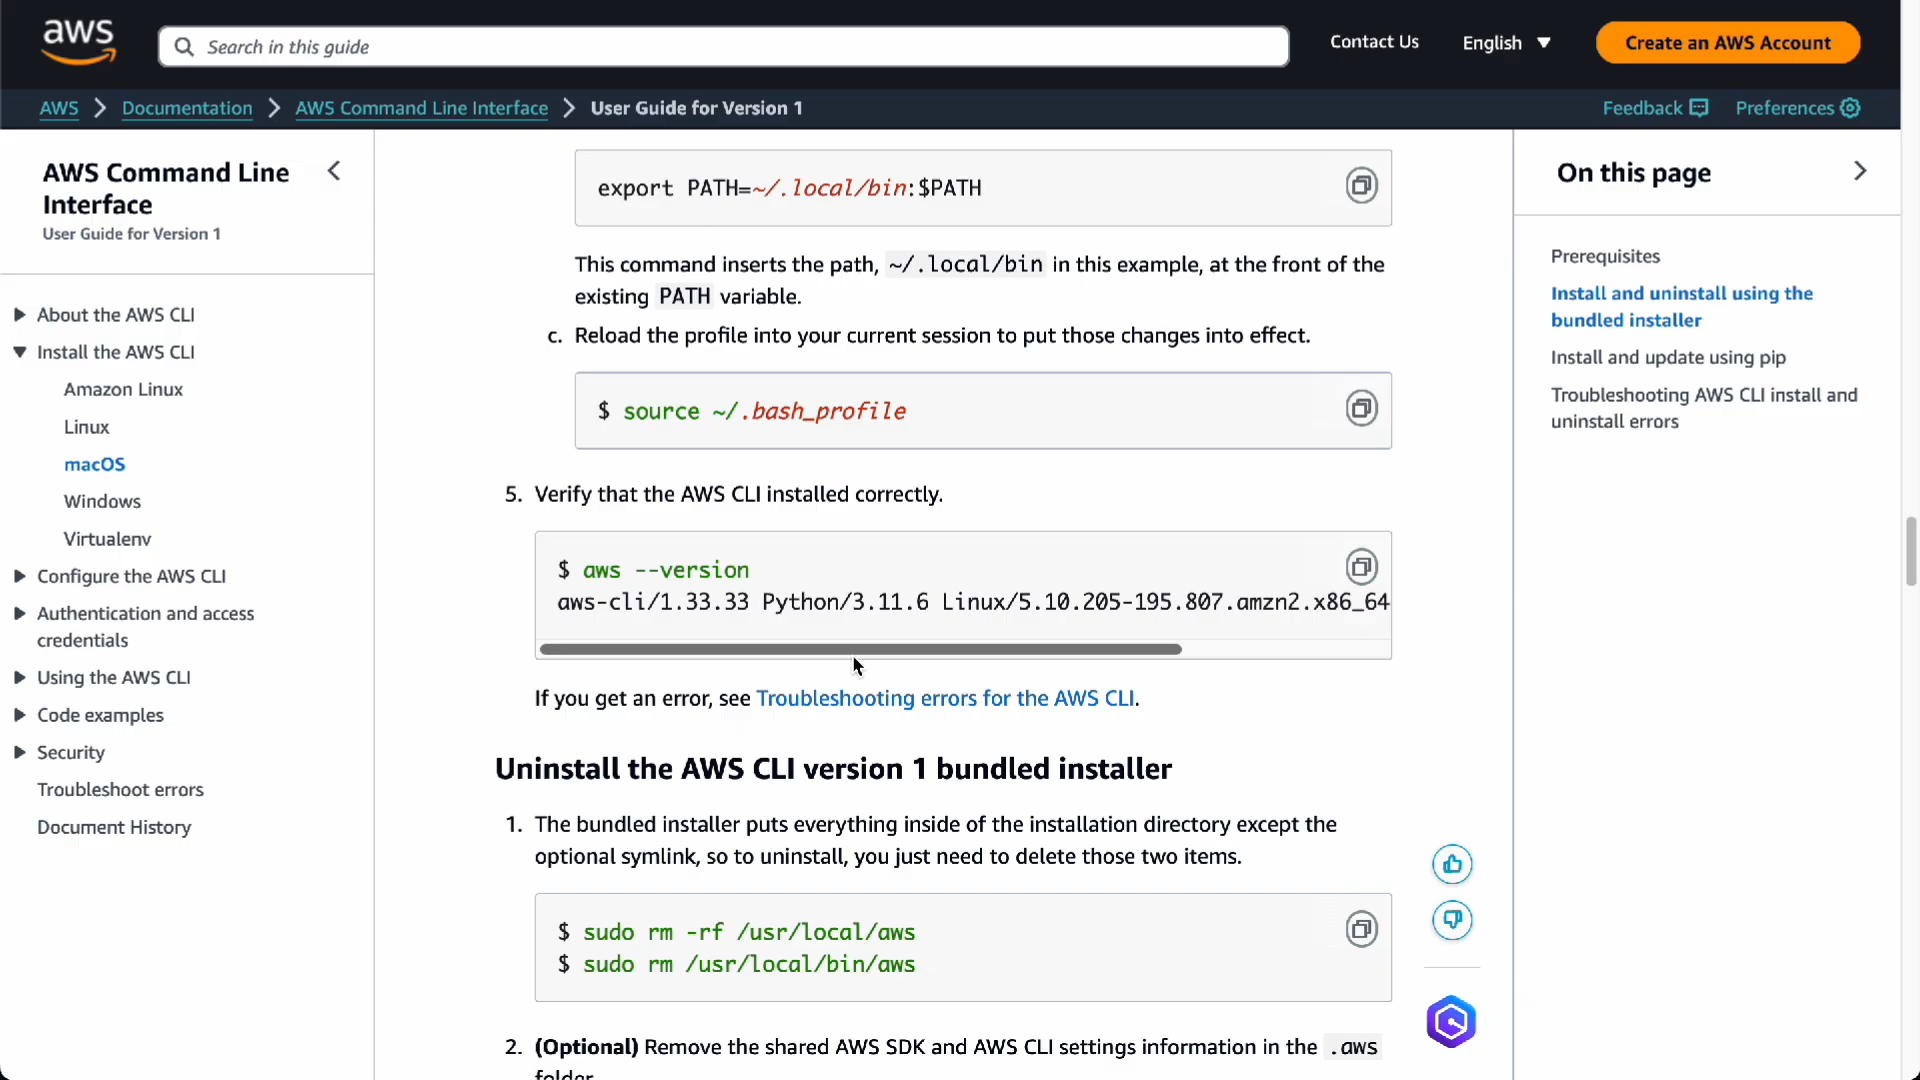 aws
Search in this guide
Contact Us
English
Create an AWS Account
AWS
Documentation
AWS Command Line Interface
User Guide for Version 1
Feedback
Preferences
AWS Command Line
Interface
User Guide for Version 1
About the AWS CLI
Install the AWS CLI
Amazon Linux
Linux
macOS
Windows
Virtualenv
Configure the AWS CLI
Authentication and access
credentials
Using the AWS CLI
Code examples
Security
Troubleshoot errors
Document History
export PATH=~/.local/bin:$PATH
This command inserts the path, ~/.local/bin in this example, at the front of the
existing PATH variable.
c. Reload the profile into your current session to put those changes into effect.
$ source ~/.bash_profile
5. Verify that the AWS CLI installed correctly.
$ aws --version
aws-cli/1.33.33 Python/3.11.6 Linux/5.10.205-195.807.amzn2.x86_64
If you get an error, see Troubleshooting errors for the AWS CLI.
Uninstall the AWS CLI version 1 bundled installer
1. The bundled installer puts everything inside of the installation directory except the
optional symlink, so to uninstall, you just need to delete those two items.
$ sudo rm -rf /usr/local/aws
$ sudo rm /usr/local/bin/aws
2. (Optional) Remove the shared AWS SDK and AWS CLI settings information in the .aws
folder
On this page
Prerequisites
Install and uninstall using the
bundled installer
Install and update using pip
Troubleshooting AWS CLI install and
uninstall errors